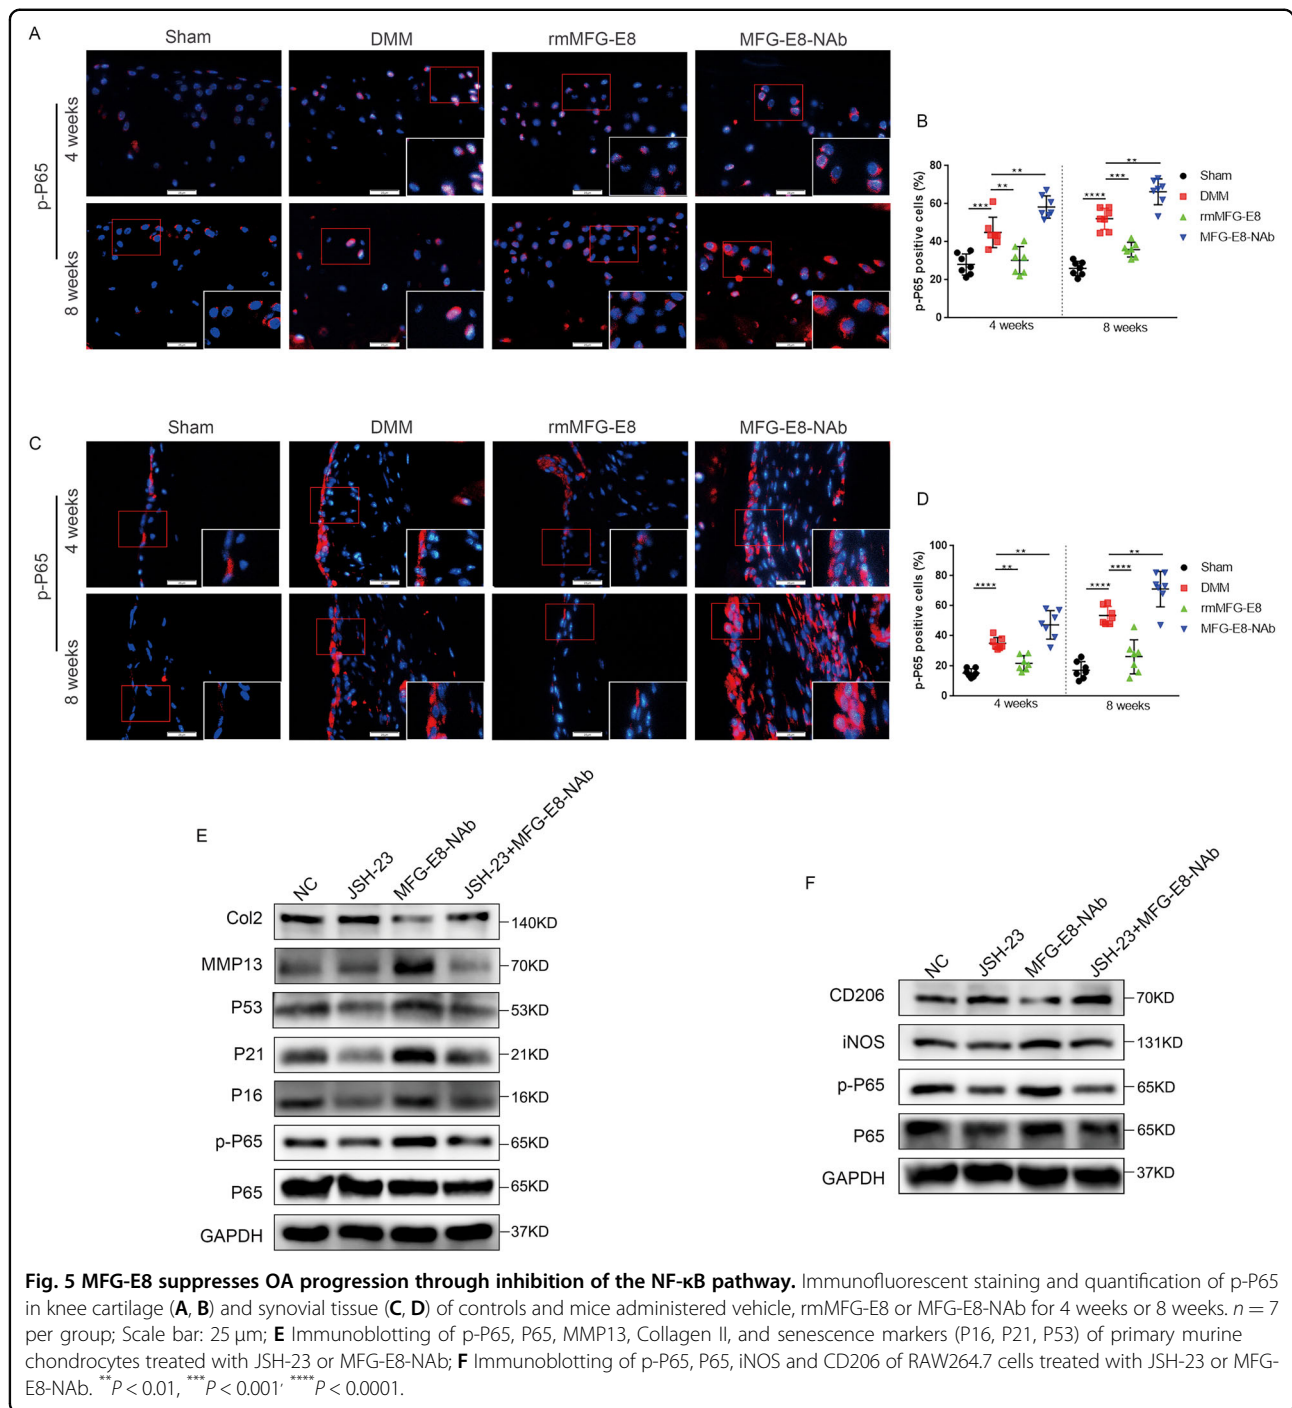 A
Sham
DMM
rmMFG-E8
MFG-E8-NAb
p-P65
4 weeks
8 weeks
B
p-P65 positive cells (%)
80
60
40
20
0
4 weeks
8 weeks
***
**
**
****
***
**
Sham
DMM
rmMFG-E8
MFG-E8-NAb
C
Sham
DMM
rmMFG-E8
MFG-E8-NAb
p-P65
4 weeks
8 weeks
D
p-P65 positive cells (%)
100
80
60
40
20
0
4 weeks
8 weeks
****
**
**
****
****
**
Sham
DMM
rmMFG-E8
MFG-E8-NAb
E
NC
JSH-23
MFG-E8-NAb
JSH-23+MFG-E8-NAb
Col2
140KD
MMP13
70KD
P53
53KD
P21
21KD
P16
16KD
p-P65
65KD
P65
65KD
GAPDH
37KD
F
NC
JSH-23
MFG-E8-NAb
JSH-23+MFG-E8-NAb
CD206
70KD
iNOS
131KD
p-P65
65KD
P65
65KD
GAPDH
37KD
Fig. 5 MFG-E8 suppresses OA progression through inhibition of the NF-κB pathway. Immunofluorescent staining and quantification of p-P65
in knee cartilage (A, B) and synovial tissue (C, D) of controls and mice administered vehicle, rmMFG-E8 or MFG-E8-NAb for 4 weeks or 8 weeks. n = 7
per group; Scale bar: 25 μm; E Immunoblotting of p-P65, P65, MMP13, Collagen II, and senescence markers (P16, P21, P53) of primary murine
chondrocytes treated with JSH-23 or MFG-E8-NAb; F Immunoblotting of p-P65, P65, iNOS and CD206 of RAW264.7 cells treated with JSH-23 or MFG-
E8-NAb. **P < 0.01, ***P < 0.001, ****P < 0.0001.